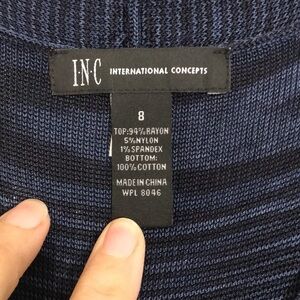 I·N·C INTERNATIONAL CONCEPTS
8
TOP:94%RAYON
5%NYLON
1%SPANDEX
BOTTOM:
100%COTTON
MADE IN CHINA
WPL 8046